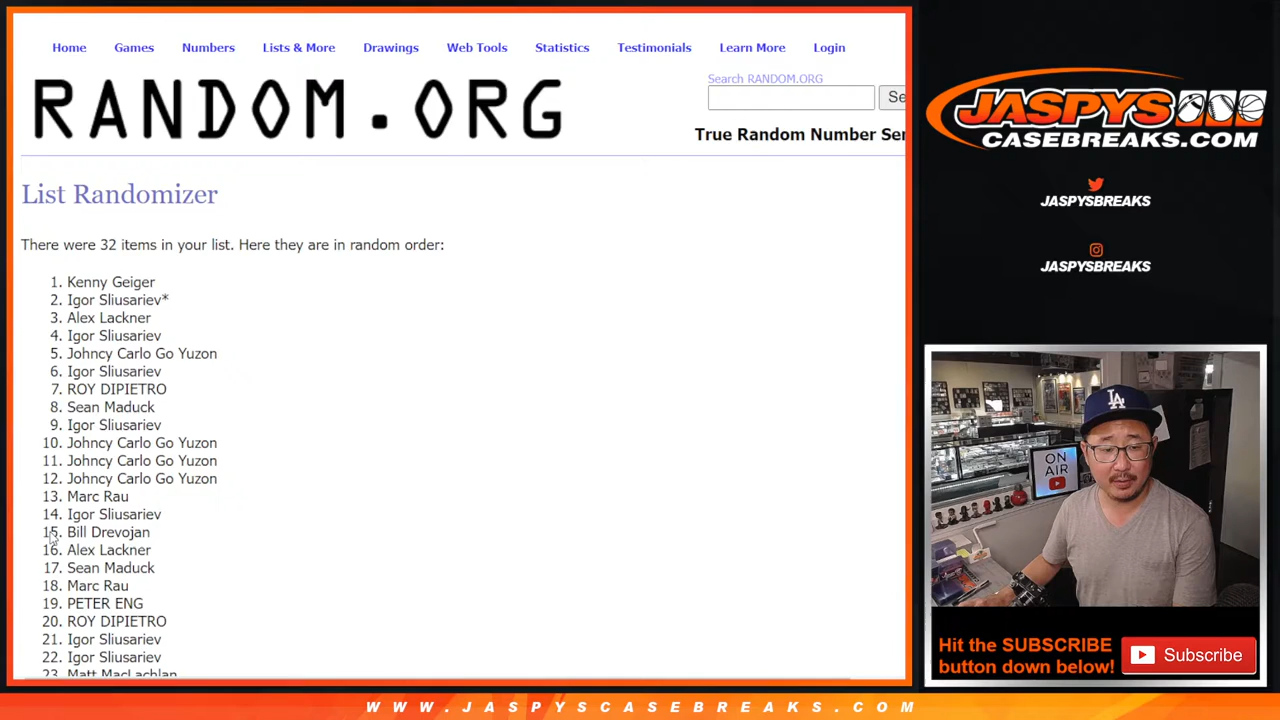 Home Games Numbers Lists & More Drawings Web Tools Statistics Testimonials Learn More Login
RANDOM.ORG
Search RANDOM.ORG
Se
True Random Number Ser
List Randomizer
There were 32 items in your list. Here they are in random order:
1. Kenny Geiger
2. Igor Sliusariev*
3. Alex Lackner
4. Igor Sliusariev
5. Johncy Carlo Go Yuzon
6. Igor Sliusariev
7. ROY DIPIETRO
8. Sean Maduck
9. Igor Sliusariev
10. Johncy Carlo Go Yuzon
11. Johncy Carlo Go Yuzon
12. Johncy Carlo Go Yuzon
13. Marc Rau
14. Igor Sliusariev
15. Bill Drevojan
16. Alex Lackner
17. Sean Maduck
18. Marc Rau
19. PETER ENG
20. ROY DIPIETRO
21. Igor Sliusariev
22. Igor Sliusariev
23. Matt MacLachlan
JASPYS
CASEBREAKS.COM
JASPYSBREAKS
JASPYSBREAKS
ON
AIR
LA
Hit the SUBSCRIBE
button down below!
Subscribe
WWW.JASPYSCASEBREAKS.COM